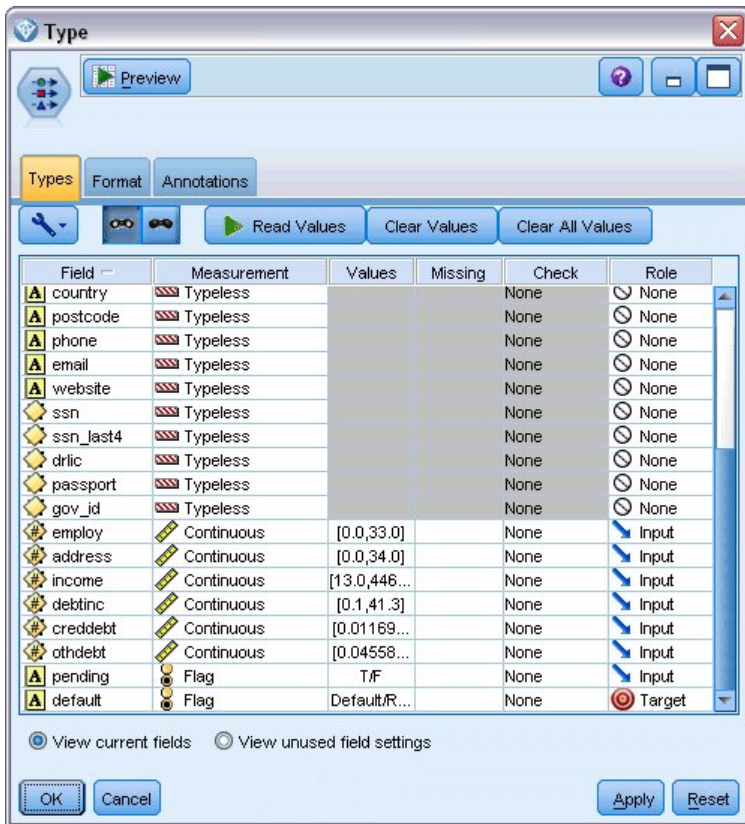 Type
Preview
Types Format Annotations
Read Values Clear Values Clear All Values
Field Measurement Values Missing Check Role
A country Typeless None None
A postcode Typeless None None
A phone Typeless None None
A email Typeless None None
A website Typeless None None
ssn Typeless None None
ssn_last4 Typeless None None
drlic Typeless None None
passport Typeless None None
gov_id Typeless None None
# employ Continuous [0.0,33.0] None Input
# address Continuous [0.0,34.0] None Input
# income Continuous [13.0,446... None Input
# debtinc Continuous [0.1,41.3] None Input
# creddebt Continuous [0.01169... None Input
# othdebt Continuous [0.04558... None Input
A pending Flag T/F None Input
A default Flag Default/R... None Target
View current fields View unused field settings
OK Cancel Apply Reset